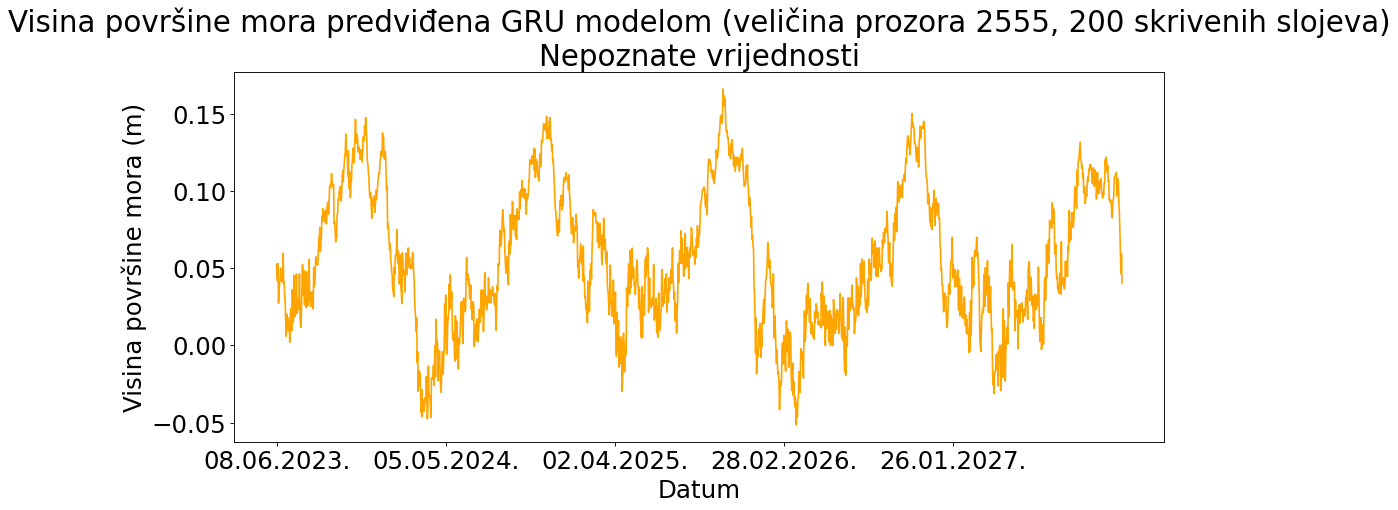 Visina površine mora predviđena GRU modelom (veličina prozora 2555, 200 skrivenih slojeva)
Nepoznate vrijednosti
Visina površine mora (m)
0.15
0.10
0.05
0.00
−0.05
08.06.2023. 05.05.2024. 02.04.2025. 28.02.2026. 26.01.2027.
Datum